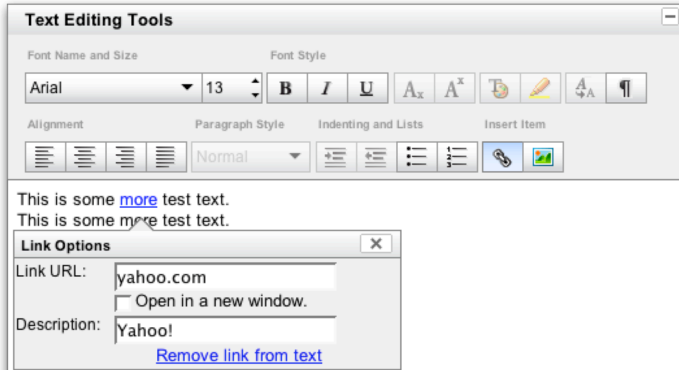 Text Editing Tools
Font Name and Size Font Style
Arial 13 B I U Ax Ax A ¶
Alignment Paragraph Style Indenting and Lists Insert Item
Normal
This is some more test text.
This is some more test text.
Link Options
Link URL: yahoo.com
Open in a new window.
Description: Yahoo!
Remove link from text